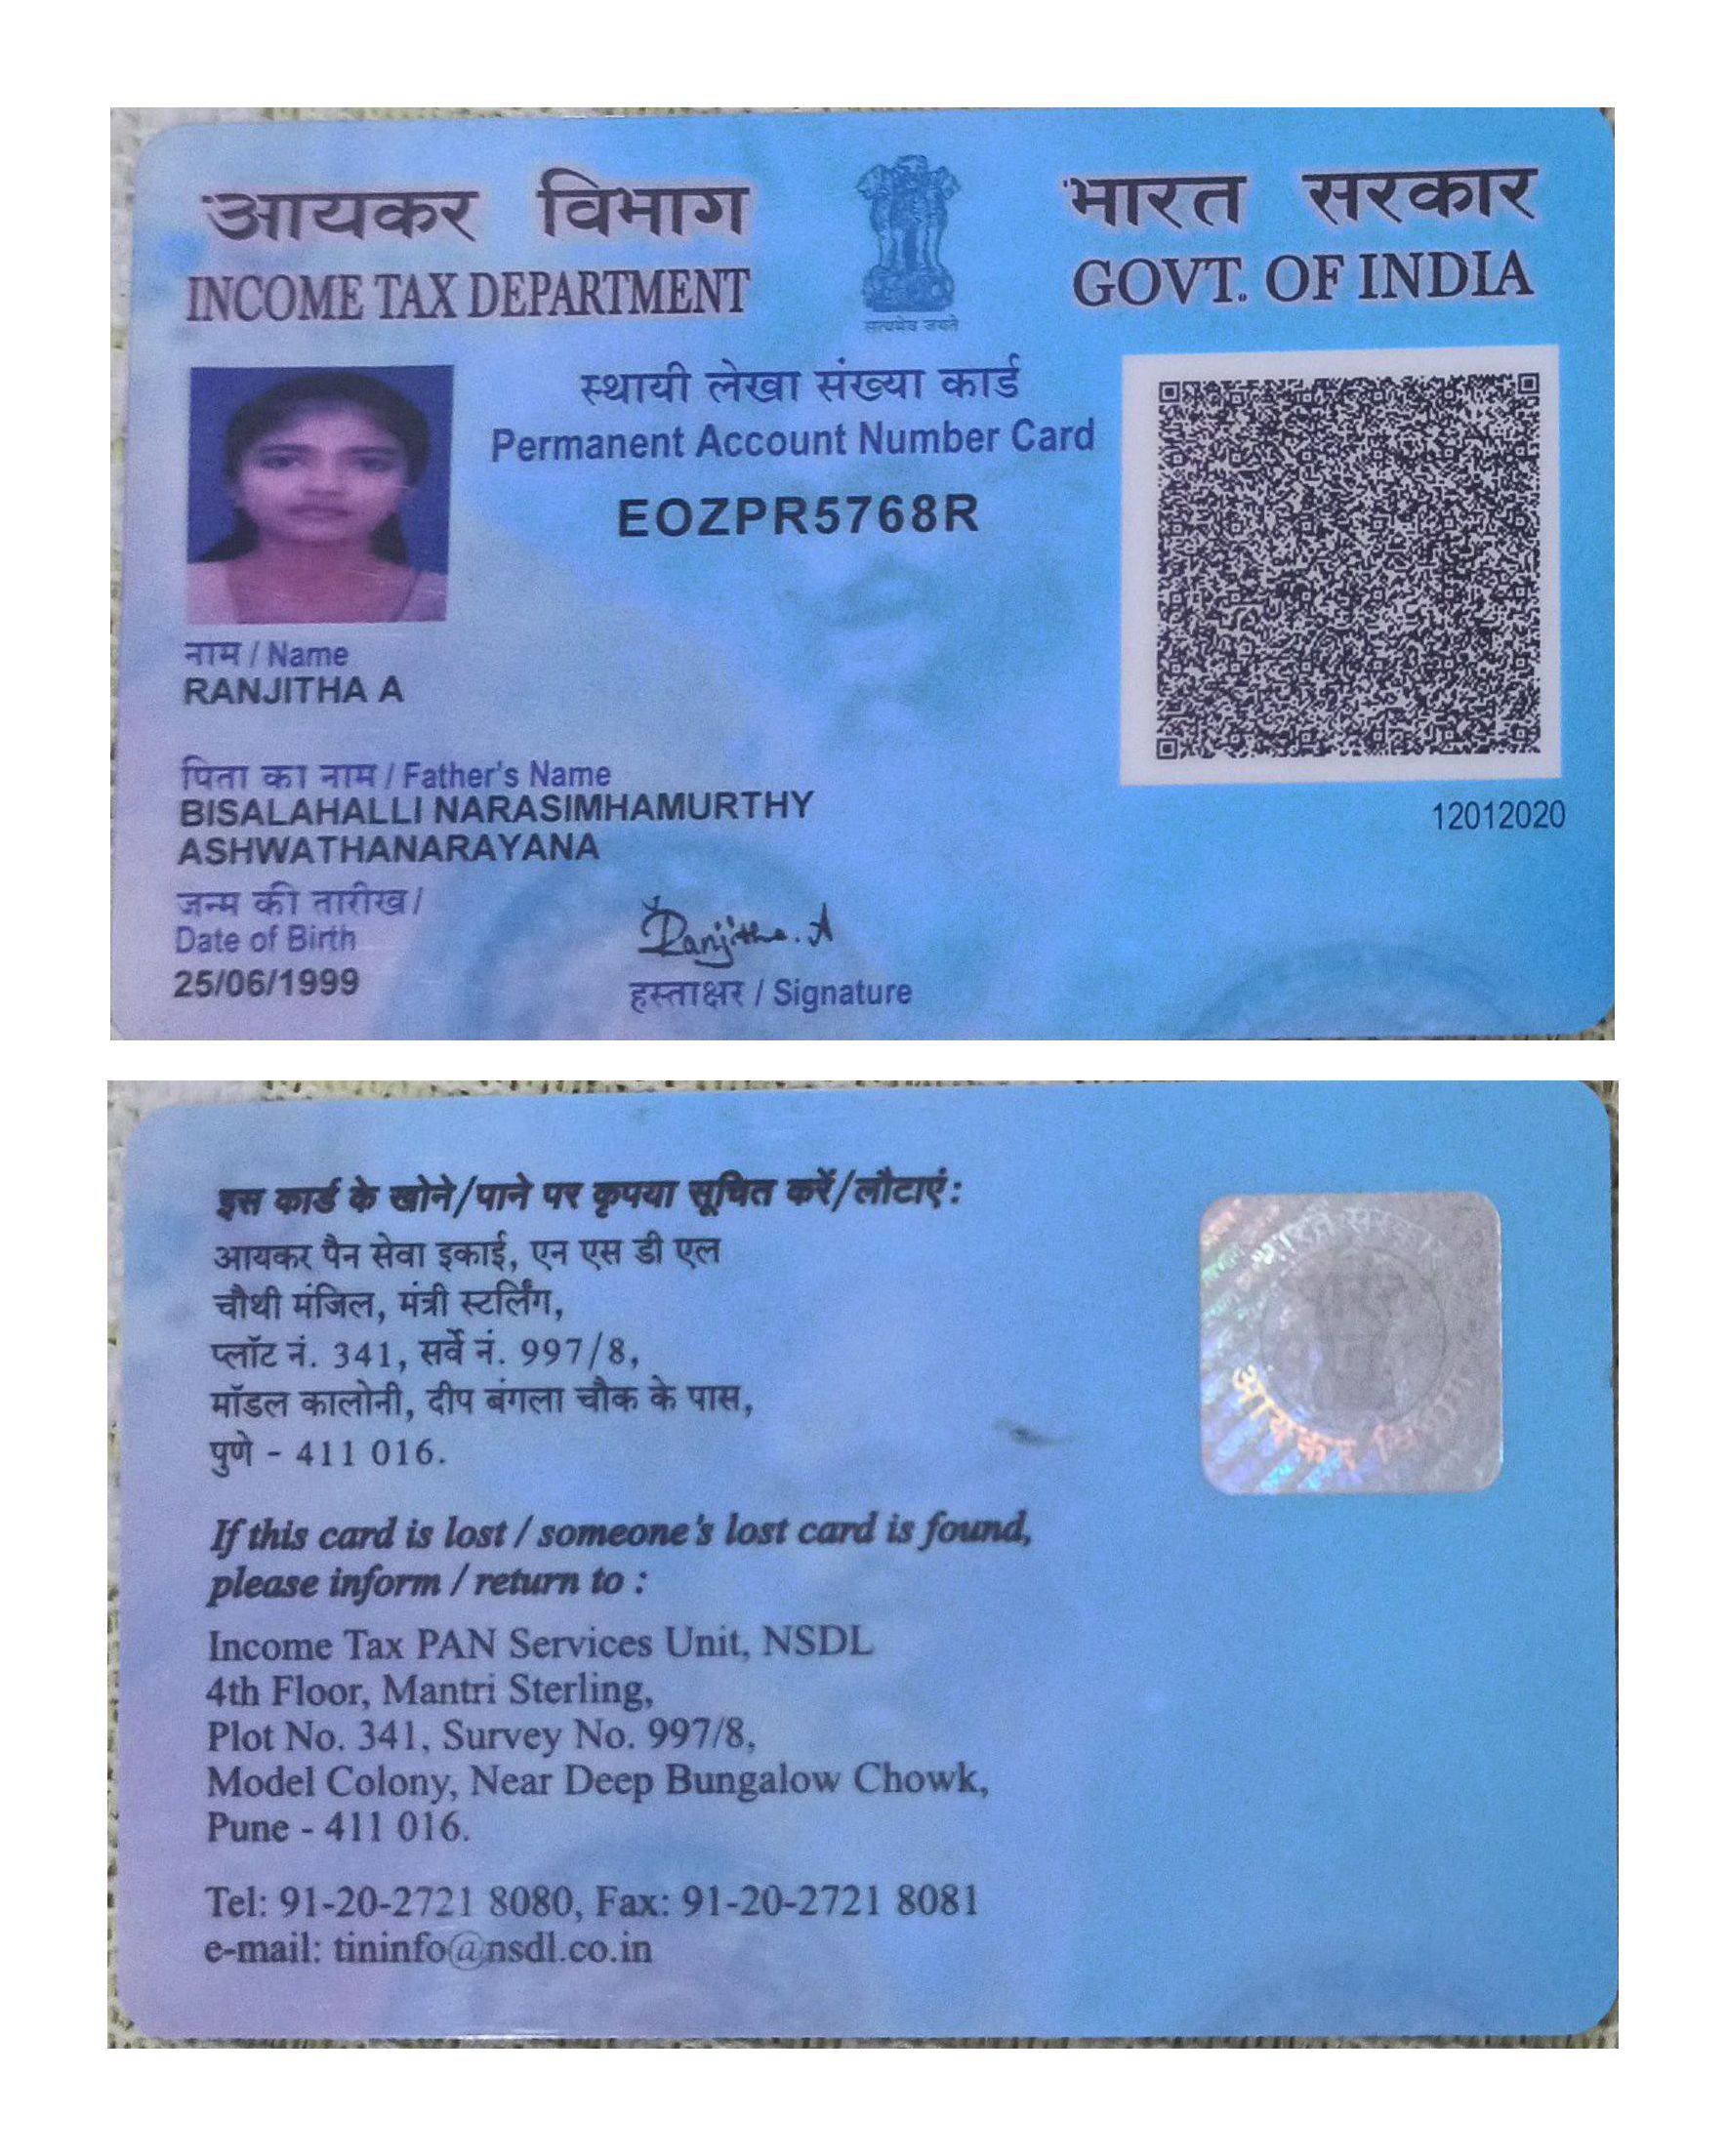 आयकर विभाग
INCOME TAX DEPARTMENT
सत्यमेव जयते
भारत सरकार
GOVT. OF INDIA
स्थायी लेखा संख्या कार्ड
Permanent Account Number Card
EOZPR5768R
नाम / Name
RANJITHA A
पिता का नाम / Father's Name
BISALAHALLI NARASIMHAMURTHY
ASHWATHANARAYANA
12012020
जन्म की तारीख /
Date of Birth
25/06/1999
Ranjitha. A
हस्ताक्षर / Signature
इस कार्ड के खोने/पाने पर कृपया सूचित करें/लौटाएं:
आयकर पैन सेवा इकाई, एन एस डी एल
चौथी मंजिल, मंत्री स्टर्लिंग,
प्लॉट नं. 341, सर्वे नं. 997/8,
मॉडल कालोनी, दीप बंगला चौक के पास,
पुणे - 411 016.
भारत सरकार
आयकर विभाग
If this card is lost / someone's lost card is found,
please inform / return to :
Income Tax PAN Services Unit, NSDL
4th Floor, Mantri Sterling,
Plot No. 341, Survey No. 997/8,
Model Colony, Near Deep Bungalow Chowk,
Pune - 411 016.
Tel: 91-20-2721 8080, Fax: 91-20-2721 8081
e-mail: tininfo@nsdl.co.in